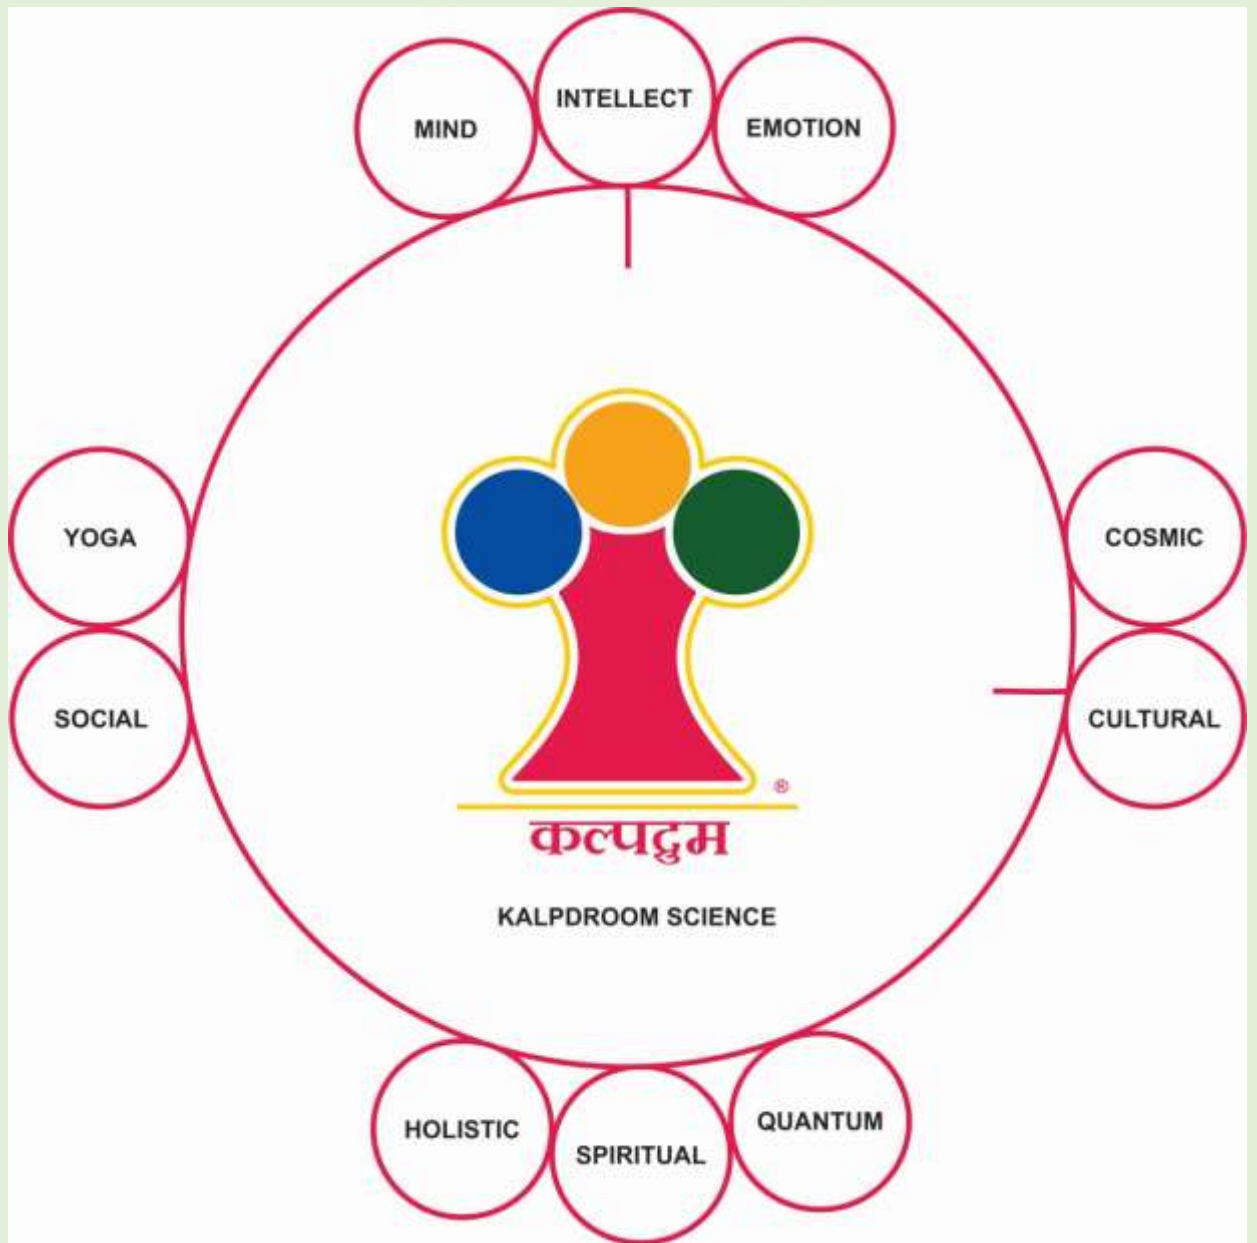 INTELLECT
MIND
EMOTION
YOGA
COSMIC
SOCIAL
CULTURAL
®
कल्पद्रुम
KALPDROOM SCIENCE
HOLISTIC
SPIRITUAL
QUANTUM